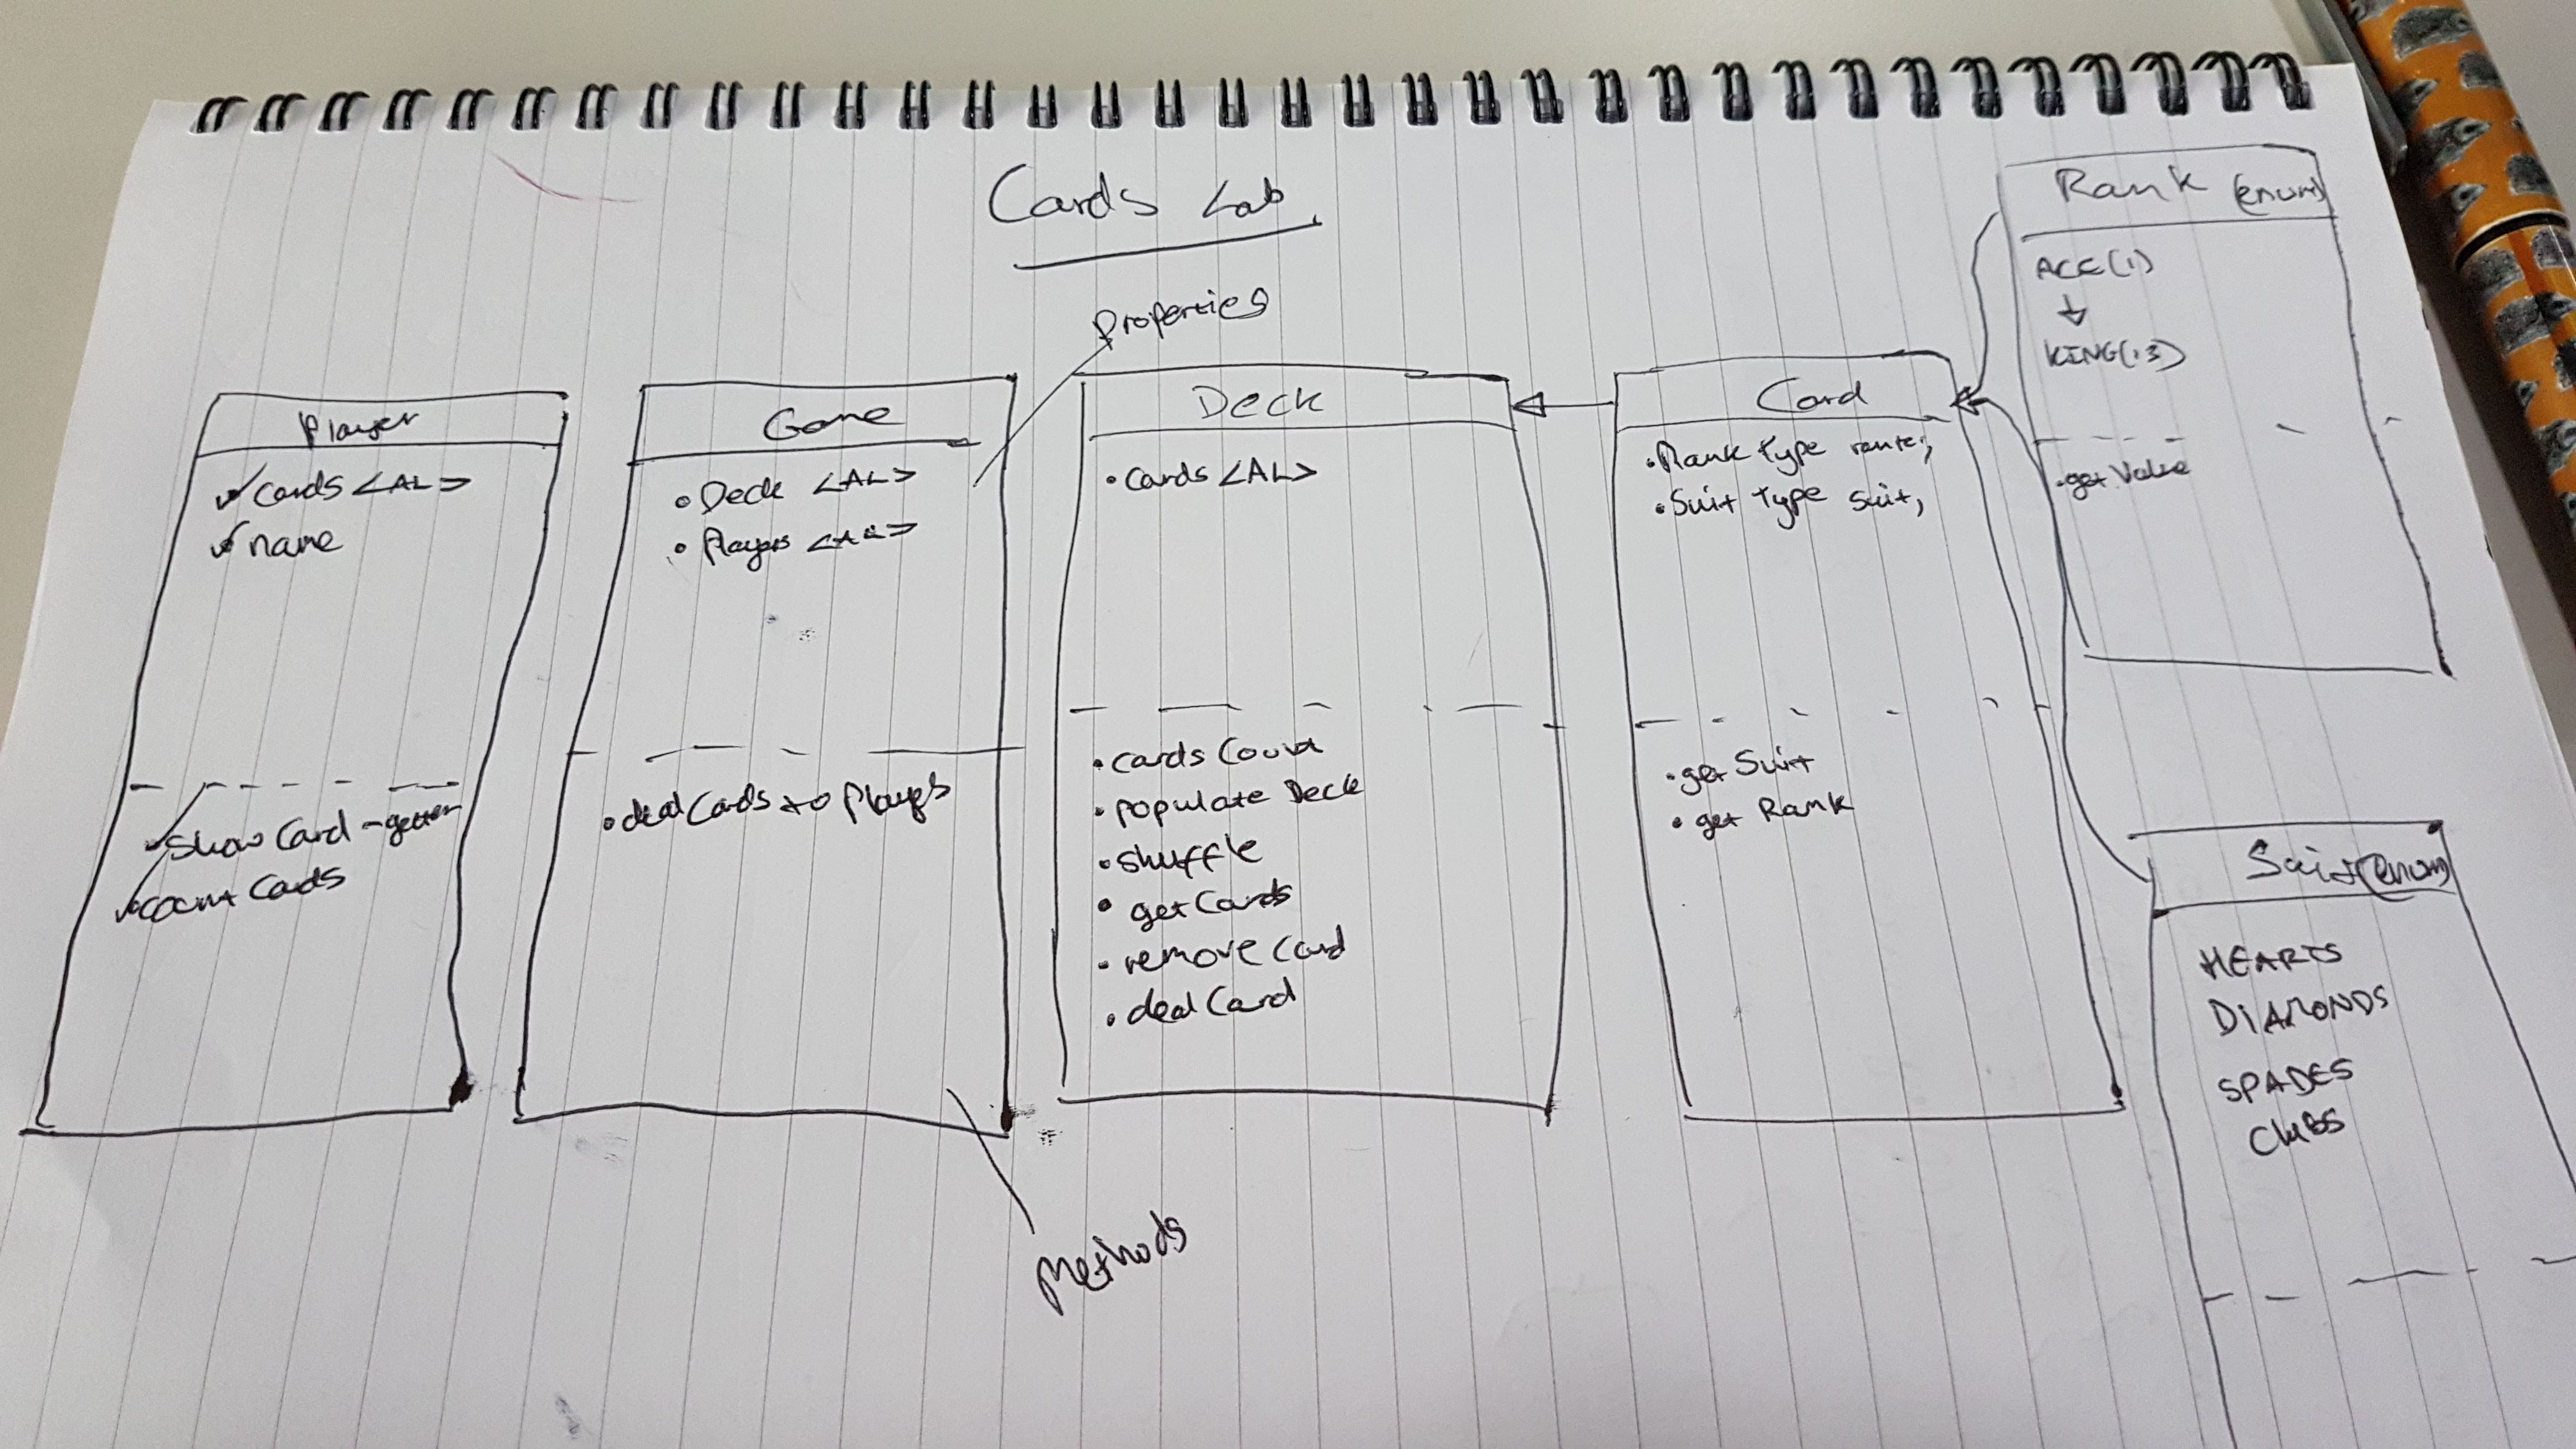 Cards Lab
Properties
Player
Cards <AL>
name
Show Card - getter
count Cards
Game
Deck <AL>
Players <AL>
deal Cards to Players
Methods
Deck
Cards <AL>
cards Count
populate Deck
shuffle
get Cards
remove Card
deal Card
Card
Rank Type rank;
Suit Type suit;
get Suit
get Rank
Rank (enum)
ACE(1)
↓
KING(13)
get Value
Suit (enum)
HEARTS
DIAMONDS
SPADES
CLUBS